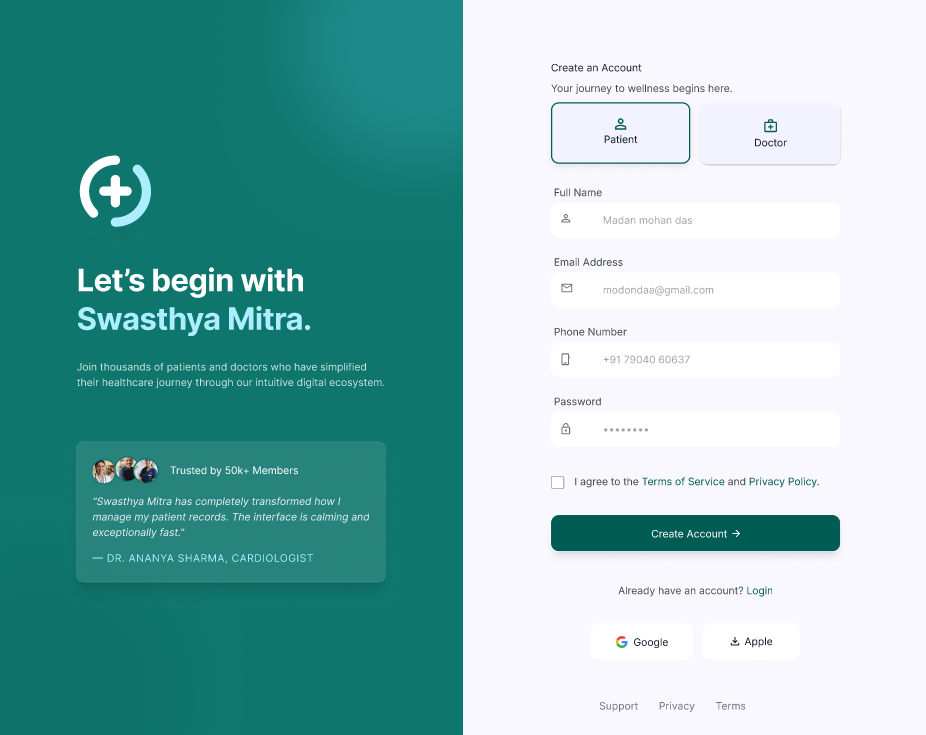 Let’s begin with
Swasthya Mitra.
Join thousands of patients and doctors who have simplified
their healthcare journey through our intuitive digital ecosystem.
Trusted by 50k+ Members
"Swasthya Mitra has completely transformed how I
manage my patient records. The interface is calming and
exceptionally fast."
— DR. ANANYA SHARMA, CARDIOLOGIST
Create an Account
Your journey to wellness begins here.
Patient
Doctor
Full Name
Madan mohan das
Email Address
modondaa@gmail.com
Phone Number
+91 79040 60637
Password
••••••••
I agree to the Terms of Service and Privacy Policy.
Create Account →
Already have an account? Login
Google
Apple
Support Privacy Terms